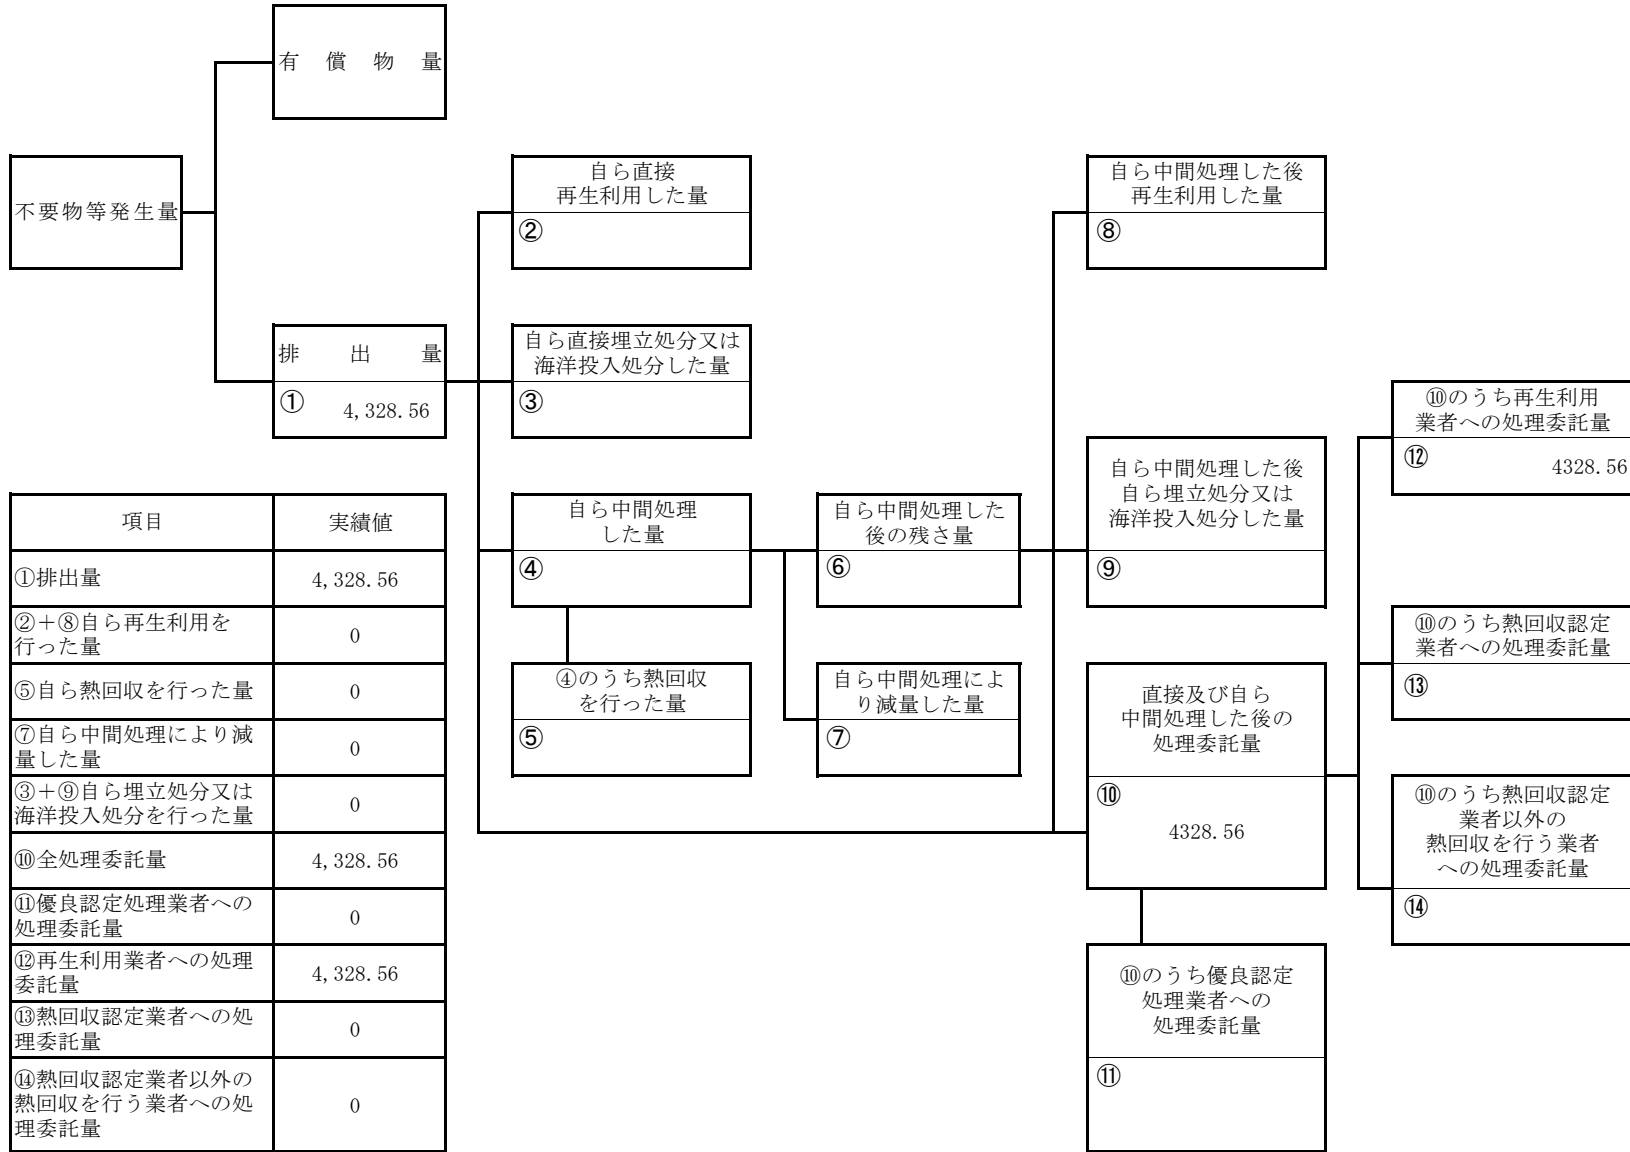 有償物量
不要物等発生量
排出量
① 4,328.56
自ら直接
再生利用した量
②
自ら直接埋立処分又は
海洋投入処分した量
③
自ら中間処理
した量
④
④のうち熱回収
を行った量
⑤
自ら中間処理した
後の残さ量
⑥
自ら中間処理によ
り減量した量
⑦
自ら中間処理した後
再生利用した量
⑧
自ら中間処理した後
自ら埋立処分又は
海洋投入処分した量
⑨
直接及び自ら
中間処理した後の
処理委託量
⑩
4328.56
⑩のうち優良認定
処理業者への
処理委託量
⑪
⑩のうち再生利用
業者への処理委託量
⑫ 4328.56
⑩のうち熱回収認定
業者への処理委託量
⑬
⑩のうち熱回収認定
業者以外の
熱回収を行う業者
への処理委託量
⑭
項目 実績値
①排出量 4,328.56
②＋⑧自ら再生利用を
行った量 0
⑤自ら熱回収を行った量 0
⑦自ら中間処理により減
量した量 0
③＋⑨自ら埋立処分又は
海洋投入処分を行った量 0
⑩全処理委託量 4,328.56
⑪優良認定処理業者への
処理委託量 0
⑫再生利用業者への処理
委託量 4,328.56
⑬熱回収認定業者への処
理委託量 0
⑭熱回収認定業者以外の
熱回収を行う業者への処
理委託量 0